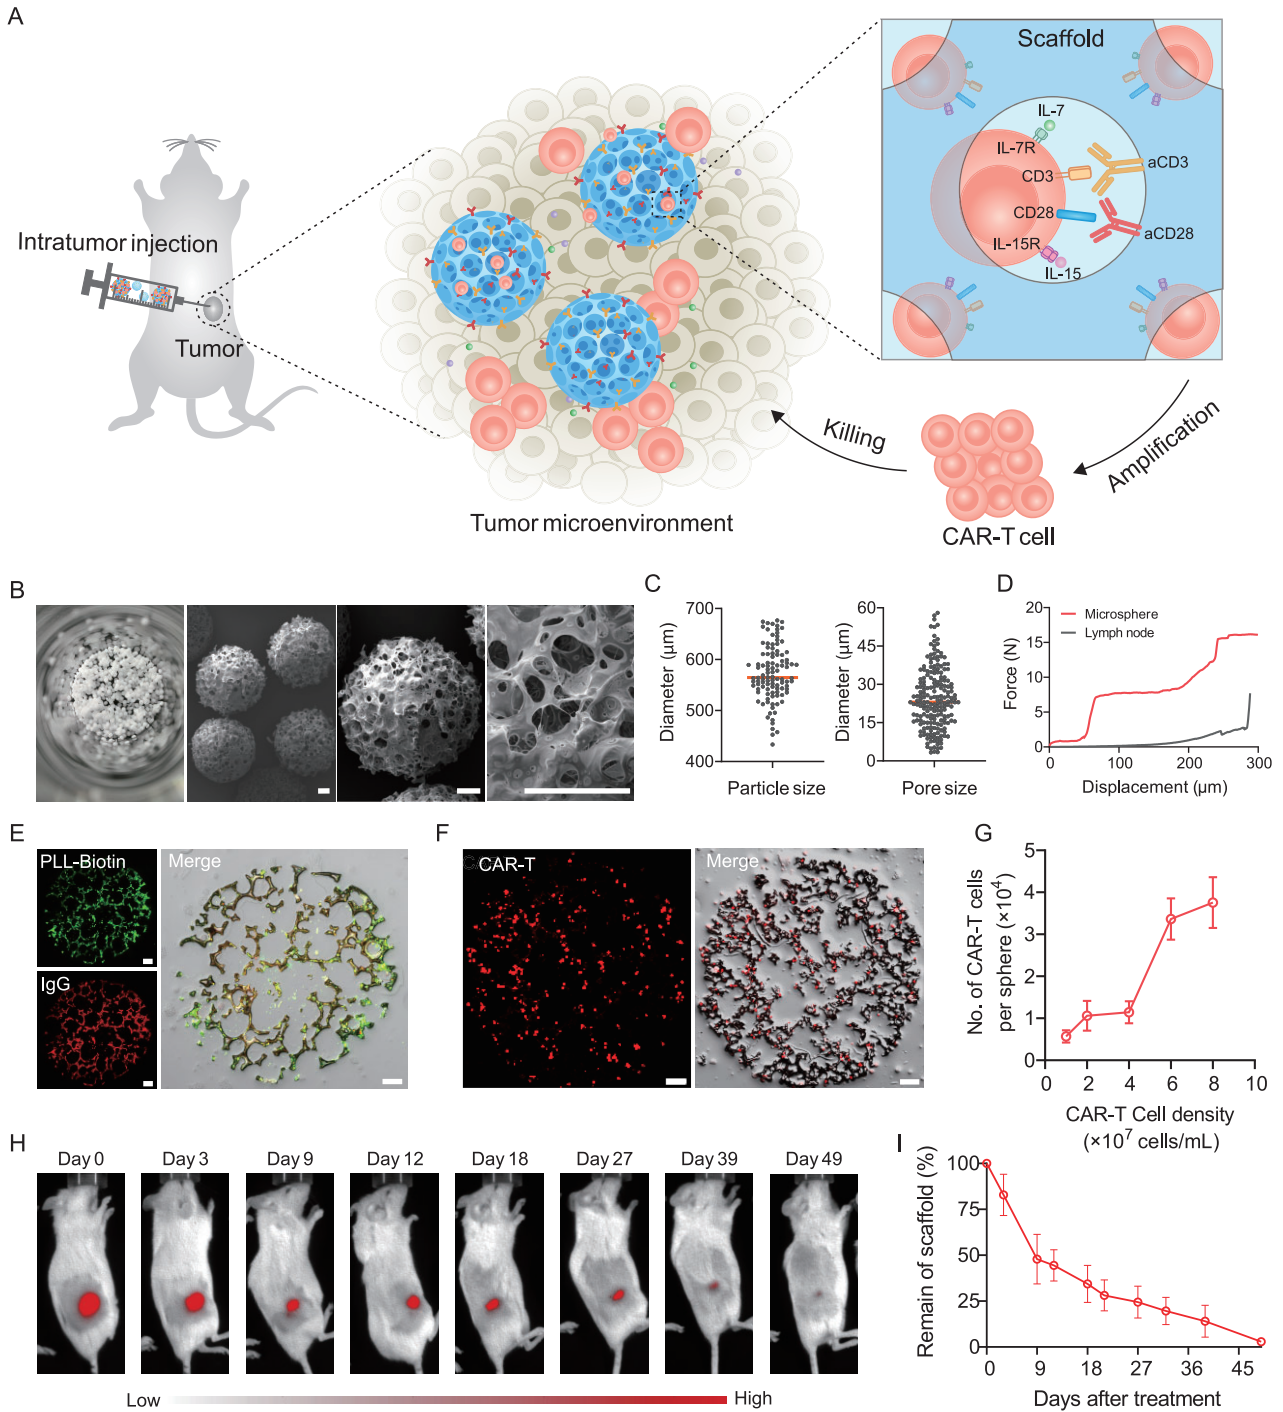 A
Intratumor injection
Tumor
Tumor microenvironment
Scaffold
IL-7
IL-7R
CD3
aCD3
CD28
aCD28
IL-15R
IL-15
Killing
Amplification
CAR-T cell
B
C
Diameter (μm)
700
600
500
400
Particle size
Diameter (μm)
60
45
30
15
0
Pore size
D
Microsphere
Lymph node
Force (N)
20
15
10
5
0
0 100 200 300
Displacement (μm)
E
PLL-Biotin
IgG
Merge
F
CAR-T
Merge
G
No. of CAR-T cells
per sphere (×10⁴)
5
4
3
2
1
0
0 2 4 6 8 10
CAR-T Cell density
(×10⁷ cells/mL)
H
Day 0 Day 3 Day 9 Day 12 Day 18 Day 27 Day 39 Day 49
Low High
I
Remain of scaffold (%)
100
75
50
25
0
0 9 18 27 36 45
Days after treatment